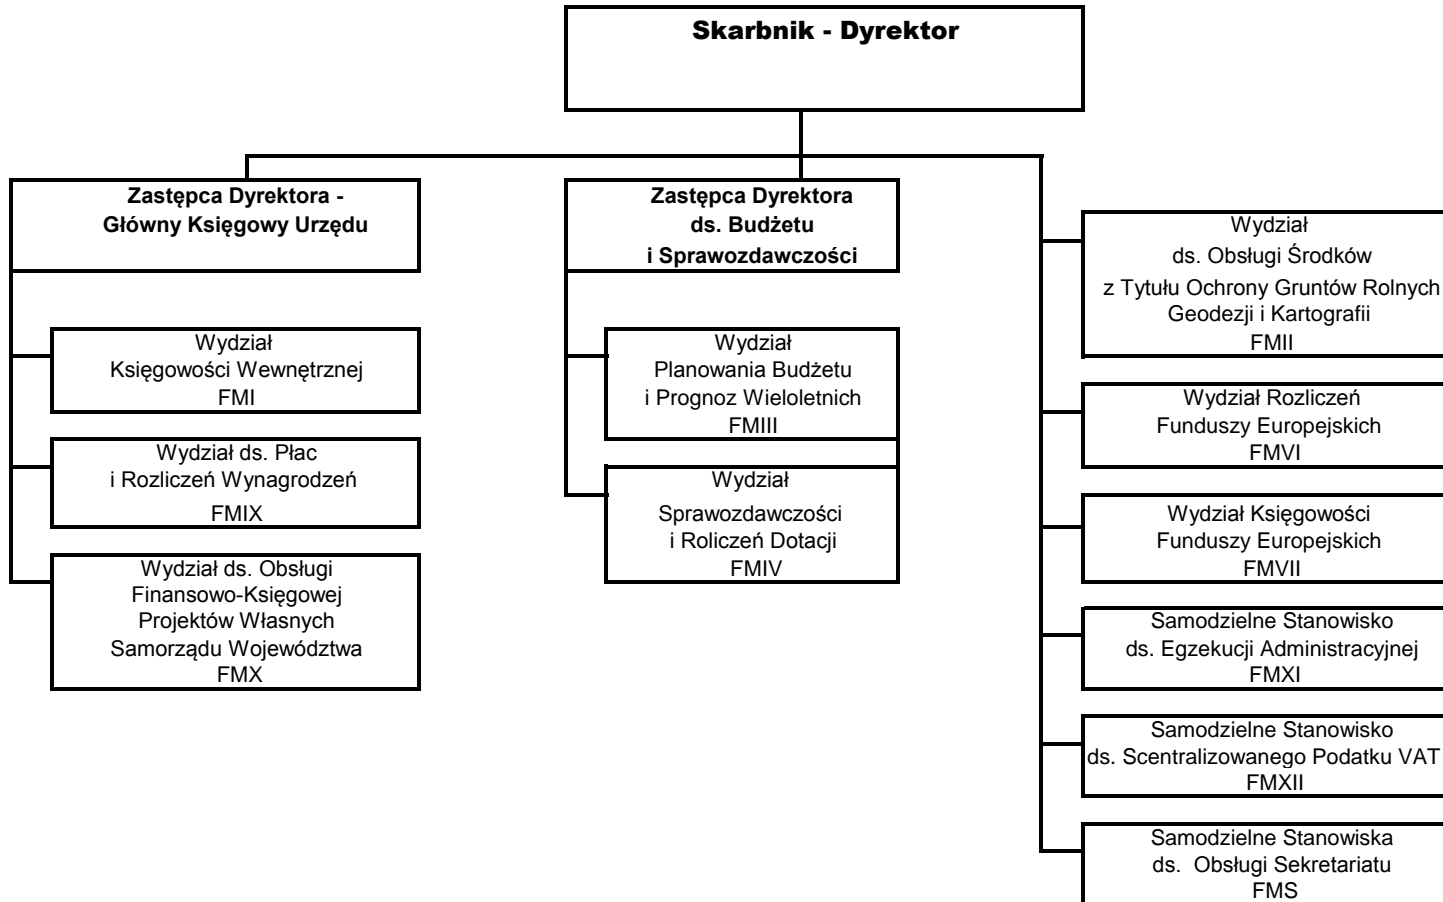 Skarbnik - Dyrektor
Zastępca Dyrektora -
Główny Księgowy Urzędu
Wydział
Księgowości Wewnętrznej
FMI
Wydział ds. Płac
i Rozliczeń Wynagrodzeń
FMIX
Wydział ds. Obsługi
Finansowo-Księgowej
Projektów Własnych
Samorządu Województwa
FMX
Zastępca Dyrektora
ds. Budżetu
i Sprawozdawczości
Wydział
Planowania Budżetu
i Prognoz Wieloletnich
FMIII
Wydział
Sprawozdawczości
i Roliczeń Dotacji
FMIV
Wydział
ds. Obsługi Środków
z Tytułu Ochrony Gruntów Rolnych
Geodezji i Kartografii
FMII
Wydział Rozliczeń
Funduszy Europejskich
FMVI
Wydział Księgowości
Funduszy Europejskich
FMVII
Samodzielne Stanowisko
ds. Egzekucji Administracyjnej
FMXI
Samodzielne Stanowisko
ds. Scentralizowanego Podatku VAT
FMXII
Samodzielne Stanowiska
ds. Obsługi Sekretariatu
FMS